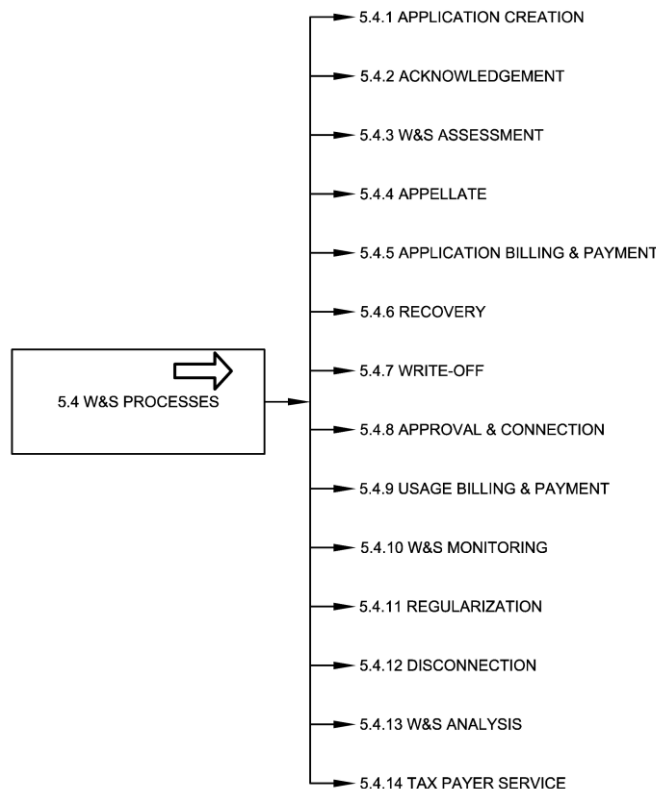 5.4.1 APPLICATION CREATION
5.4.2 ACKNOWLEDGEMENT
5.4.3 W&S ASSESSMENT
5.4.4 APPELLATE
5.4.5 APPLICATION BILLING & PAYMENT
5.4.6 RECOVERY
5.4.7 WRITE-OFF
5.4 W&S PROCESSES
5.4.8 APPROVAL & CONNECTION
5.4.9 USAGE BILLING & PAYMENT
5.4.10 W&S MONITORING
5.4.11 REGULARIZATION
5.4.12 DISCONNECTION
5.4.13 W&S ANALYSIS
5.4.14 TAX PAYER SERVICE